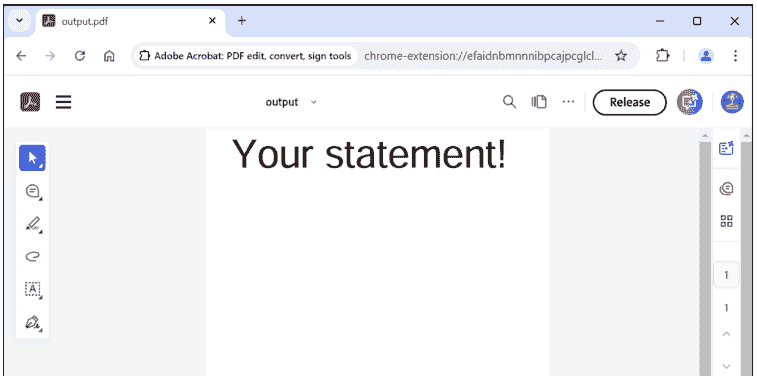 output.pdf
Adobe Acrobat: PDF edit, convert, sign tools chrome-extension://efaidnbmnnnibpcajpcglcl...
output
Release
Your statement!
A
1
1